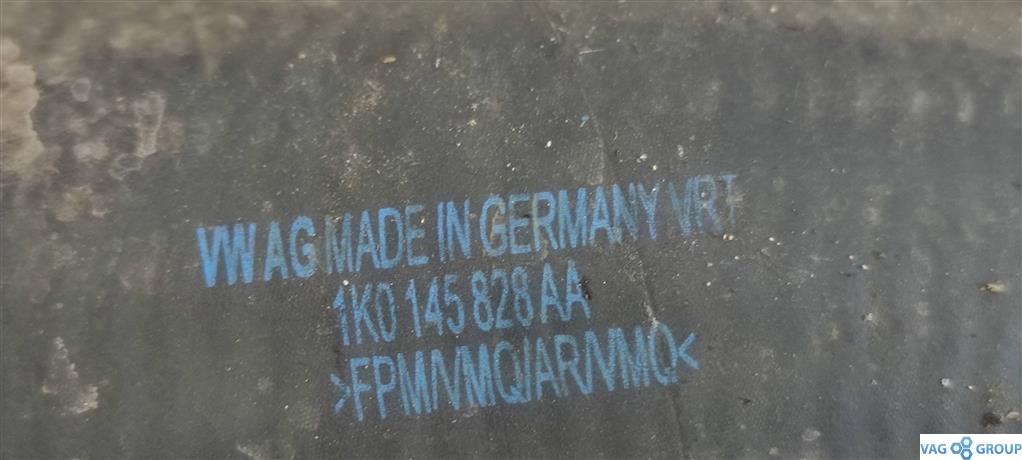 VW AG MADE IN GERMANY VRT
1K0 145 828 AA
>FPM/VMQ/AR/VMQ<
VAG GROUP